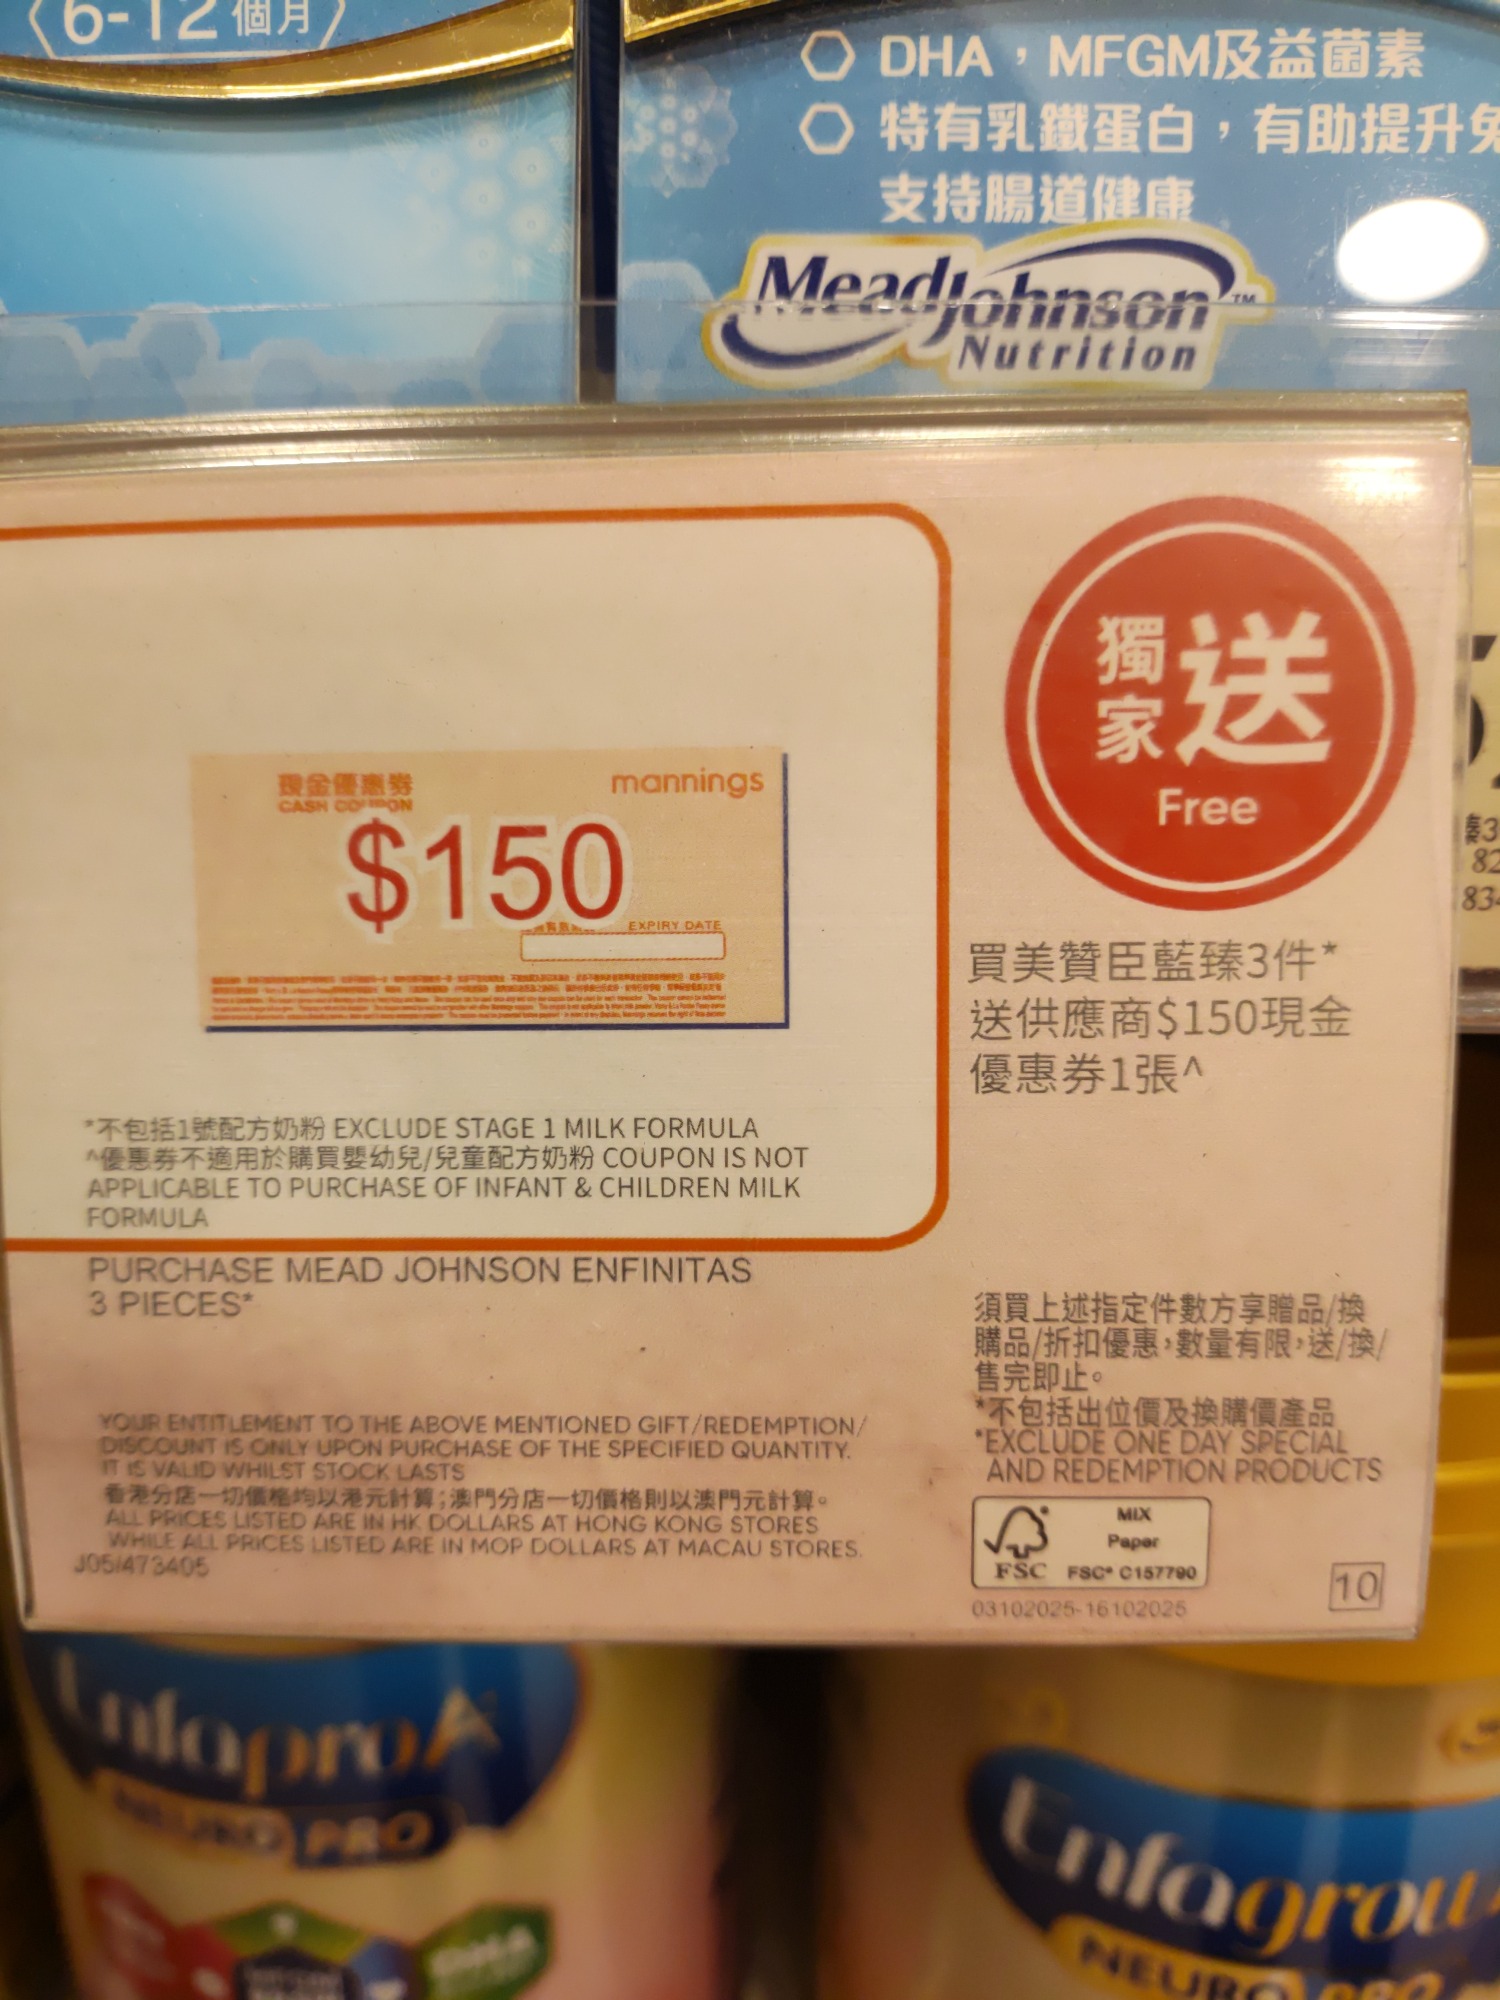 6-12個月
DHA，MFGM及益菌素
特有乳鐵蛋白，有助提升免
支持腸道健康
MeadJohnson™
Nutrition
獨家送
Free
現金優惠券
CASH COUPON
mannings
$150
EXPIRY DATE
買美贊臣藍臻3件*
送供應商$150現金
優惠券1張^
*不包括1號配方奶粉 EXCLUDE STAGE 1 MILK FORMULA
^優惠券不適用於購買嬰幼兒/兒童配方奶粉 COUPON IS NOT
APPLICABLE TO PURCHASE OF INFANT & CHILDREN MILK
FORMULA
PURCHASE MEAD JOHNSON ENFINITAS
3 PIECES*
須買上述指定件數方享贈品/換
購品/折扣優惠，數量有限，送/換/
售完即止。
*不包括出位價及換購價產品
*EXCLUDE ONE DAY SPECIAL
AND REDEMPTION PRODUCTS
YOUR ENTITLEMENT TO THE ABOVE MENTIONED GIFT/REDEMPTION/
DISCOUNT IS ONLY UPON PURCHASE OF THE SPECIFIED QUANTITY.
IT IS VALID WHILST STOCK LASTS
香港分店一切價格均以港元計算；澳門分店一切價格則以澳門元計算。
ALL PRICES LISTED ARE IN HK DOLLARS AT HONG KONG STORES
WHILE ALL PRICES LISTED ARE IN MOP DOLLARS AT MACAU STORES.
J05/473405
FSC
MIX
Paper
FSC® C157790
03102025-16102025
10
Enfapro A
NEURO PRO
DHA
Enfagrow
NEURO PRO